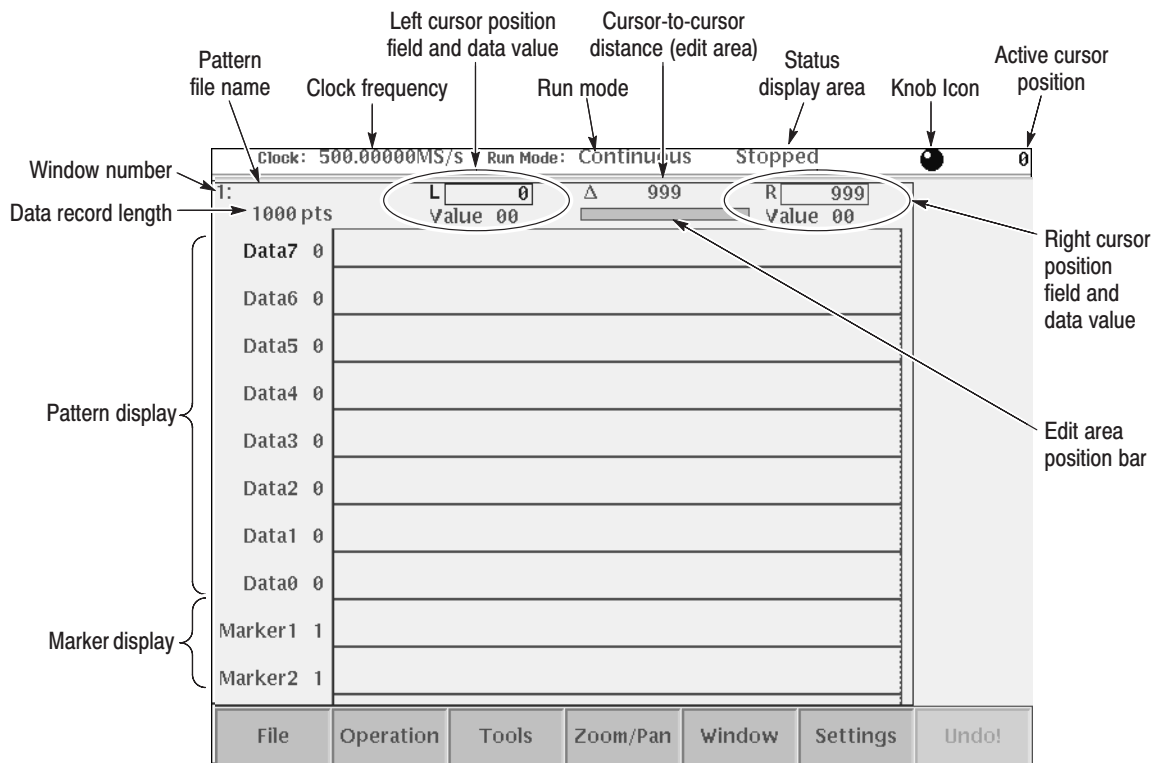 Left cursor position
field and data value
Cursor-to-cursor
distance (edit area)
Pattern
file name
Clock frequency
Run mode
Status
display area
Knob Icon
Active cursor
position
Window number
Data record length
Clock: 500.00000MS/s Run Mode: Continuous Stopped 0
1: L 0 Δ 999 R 999
1000 pts Value 00 Value 00
Right cursor
position
field and
data value
Data7 0
Data6 0
Data5 0
Data4 0
Data3 0
Data2 0
Data1 0
Data0 0
Pattern display
Edit area
position bar
Marker display
Marker1 1
Marker2 1
File Operation Tools Zoom/Pan Window Settings Undo!